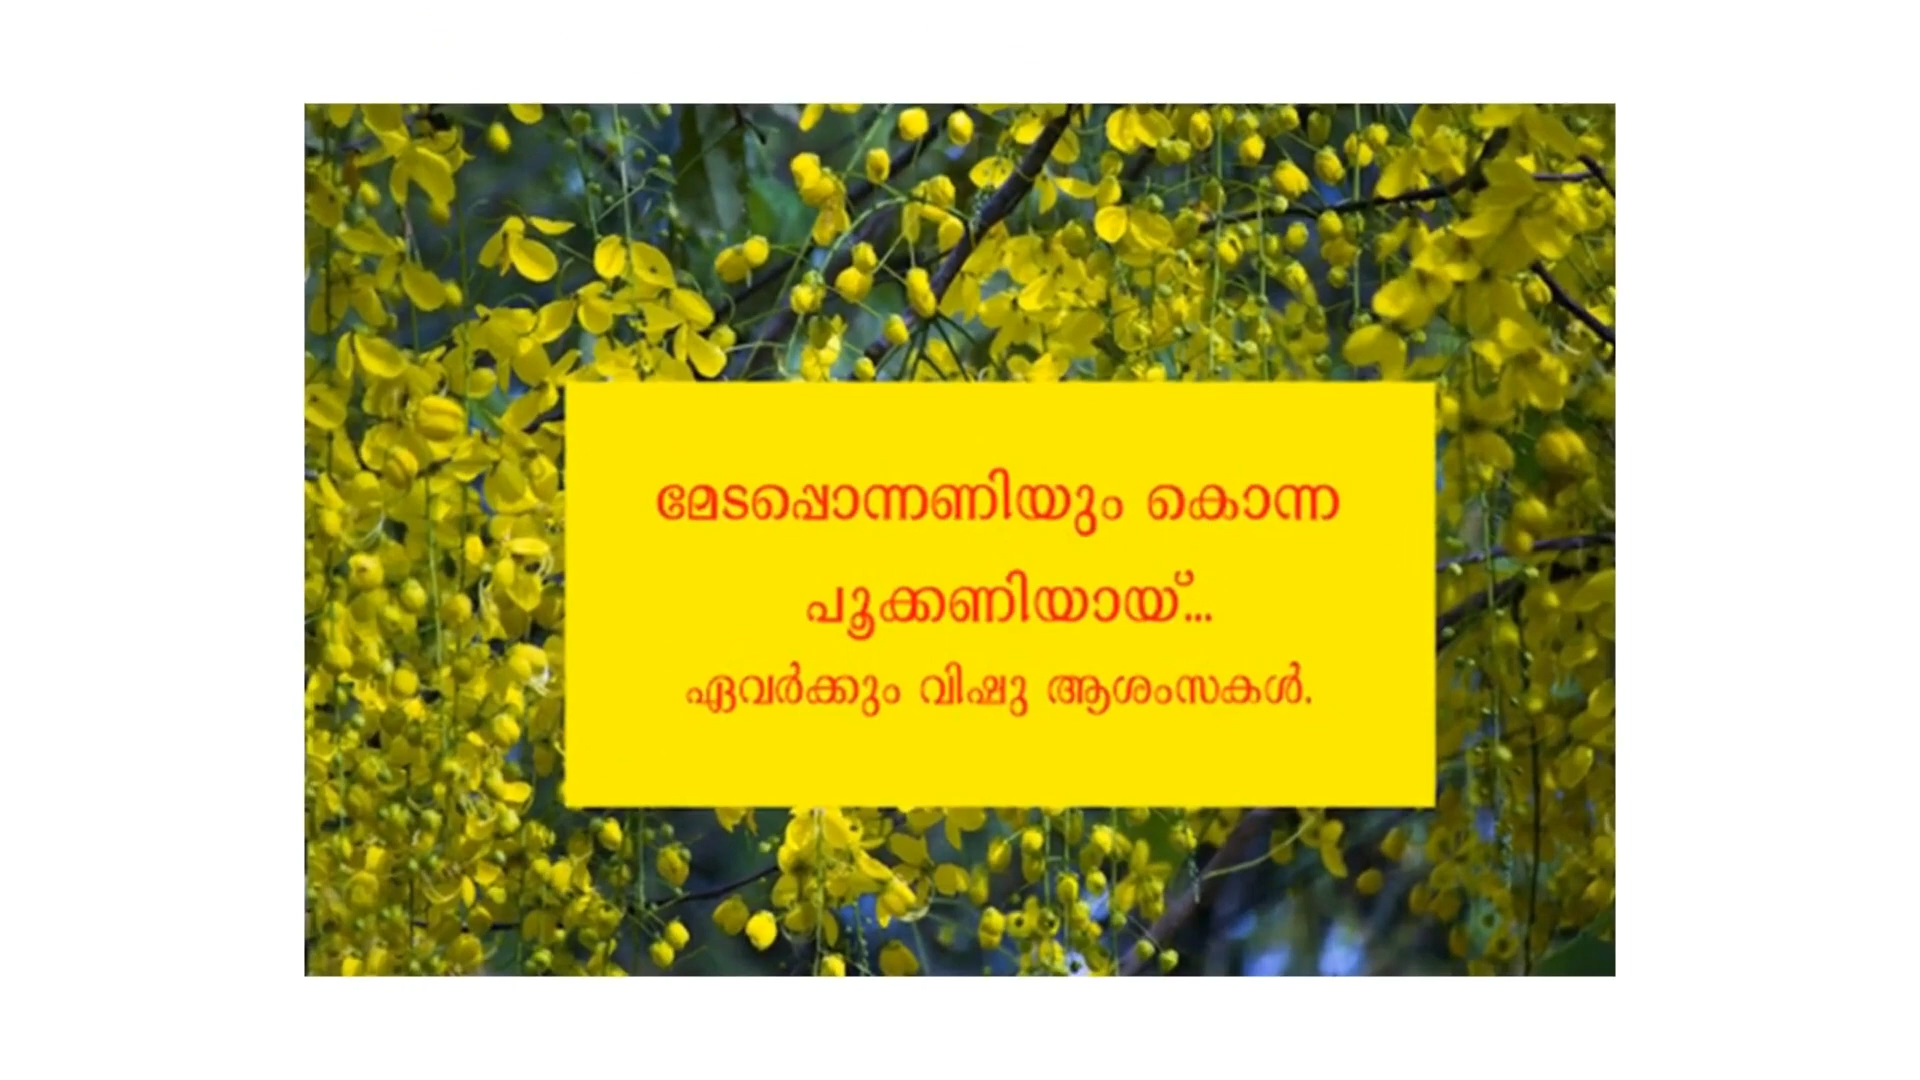 മേടപ്പൊന്നണിയും കൊന്ന
പൂക്കണിയായ്...
ഏവർക്കും വിഷു ആശംസകൾ.